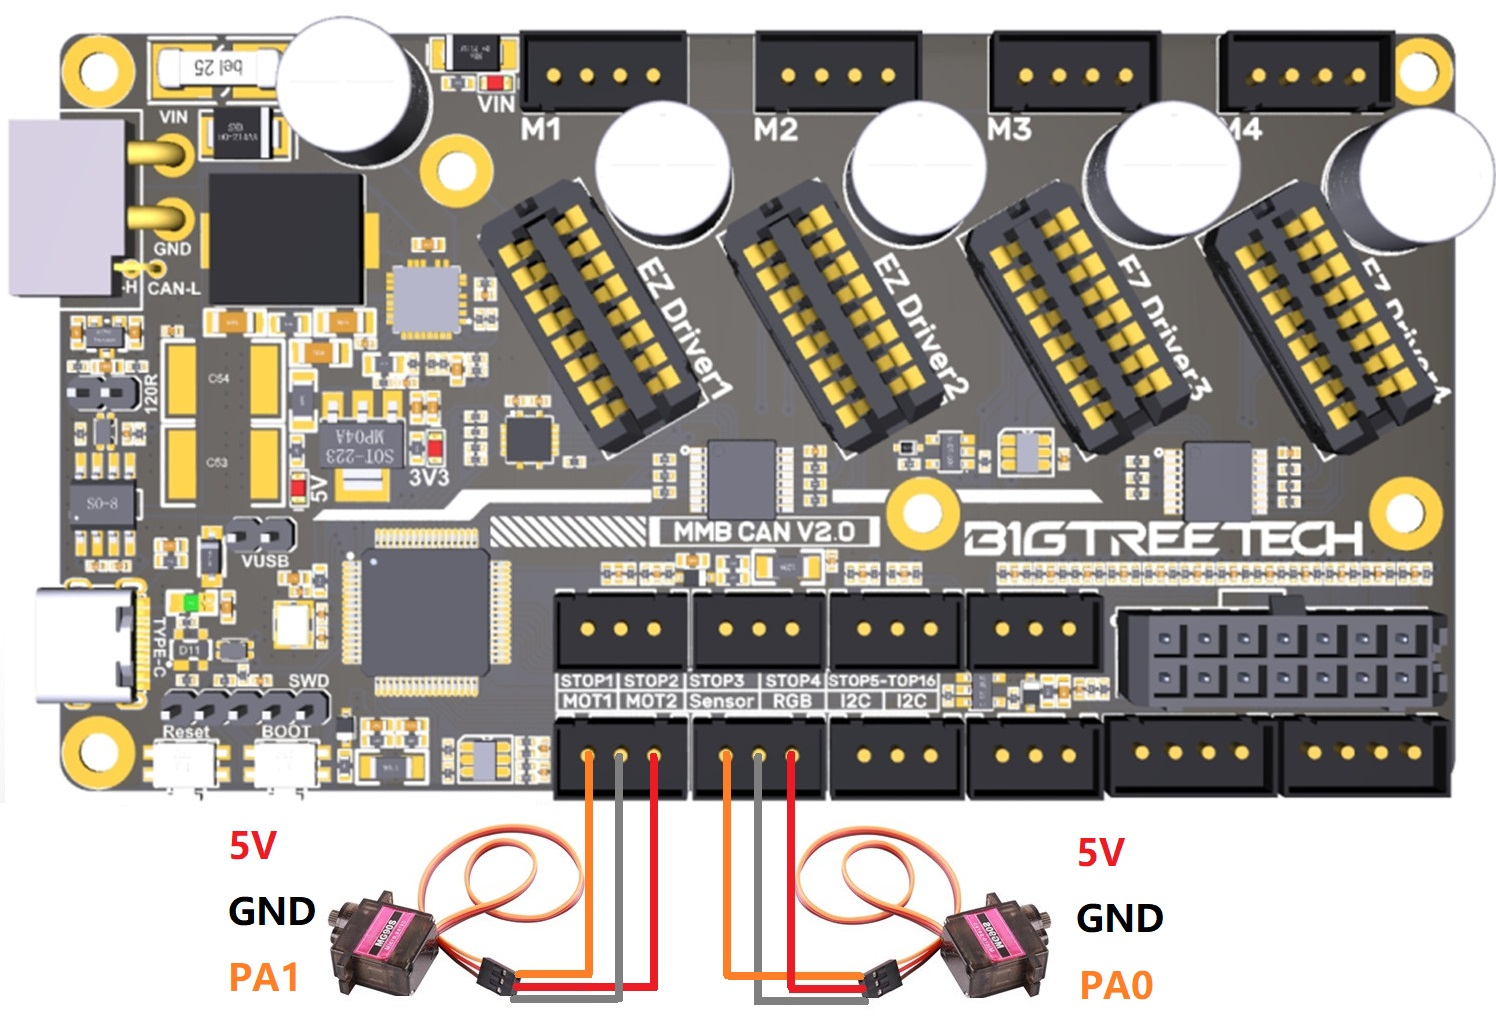 bel 25
VIN
VIN
M1
M2
M3
M4
GND
-H CAN-L
EZ Driver1
EZ Driver2
EZ Driver3
EZ Driver4
120R
C54
C53
SOT-223
MP04A
3V3
5V
8-OS
VUSB
MMB CAN V2.0
BIGTREETECH
TYPE-C
D11
SWD
Reset
BOOT
STOP1 STOP2 STOP3 STOP4 STOP5-TOP16
MOT1 MOT2 Sensor RGB I2C I2C
5V
GND
PA1
MG90S
5V
GND
PA0
MG90S